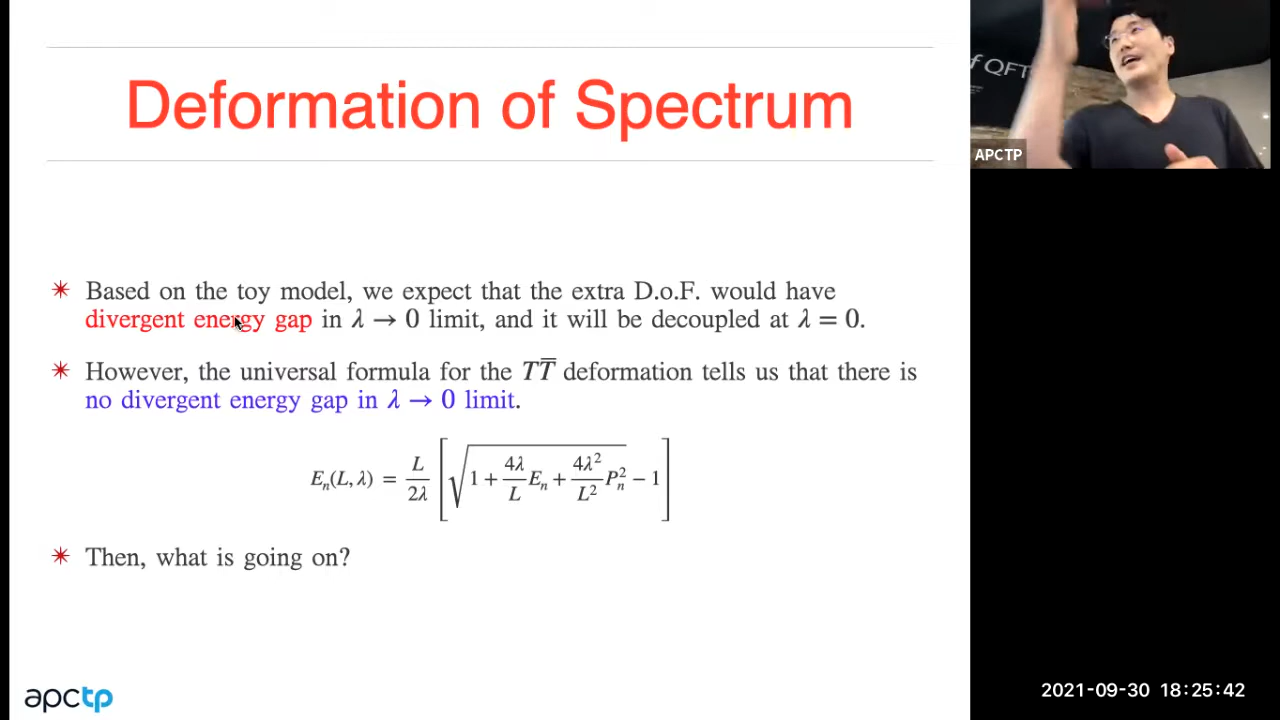 Deformation of Spectrum
of QFT
APCTP
✴ Based on the toy model, we expect that the extra D.o.F. would have
divergent energy gap in λ → 0 limit, and it will be decoupled at λ = 0.
✴ However, the universal formula for the TT̅ deformation tells us that there is
no divergent energy gap in λ → 0 limit.
E_n(L, λ) = L/2λ [ √(1 + 4λ/L E_n + 4λ²/L² P_n²) − 1 ]
✴ Then, what is going on?
apctp
2021-09-30 18:25:42